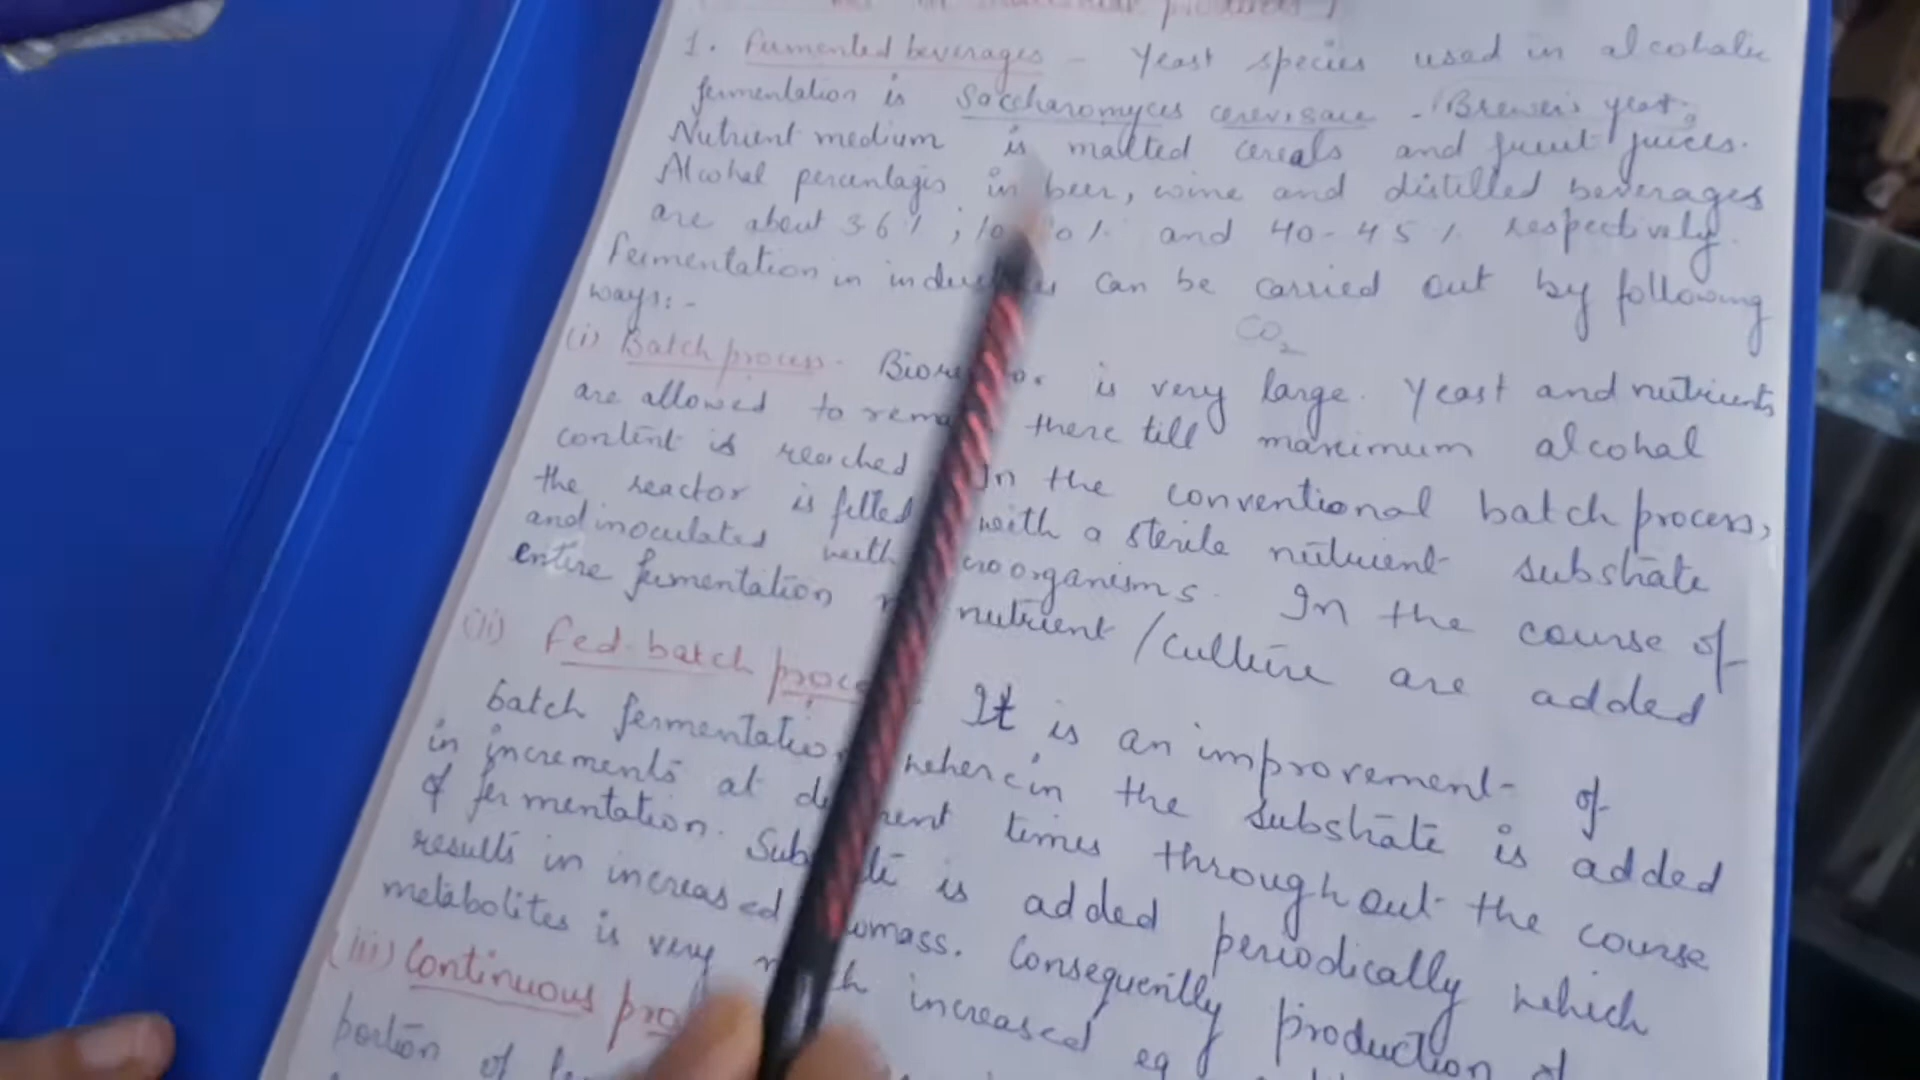 products)
1. Fermented beverages - Yeast species used in alcoholic
fermentation is Saccharomyces cerevisae - (Brewer's yeast)
Nutrient medium is malted cereals and fruit juices.
Alcohol percentages in beer, wine and distilled beverages
are about 3-6% ; and 40-45% respectively.
Fermentation in can be carried out by following
ways:-
CO2
(i) Batch process. is very large. Yeast and nutrients
are allowed to there till maximum alcohal
content is reached In the conventional batch process,
the reactor is filled with a sterile nutrient substrate
and inoculated with In the course of
entire fermentation nutrient/culture are added
(ii) Fed-batch It is an improvement of
batch wherein the substrate is added
in increments at times throughout the course
of fermentation. is added periodically which
results in increased Consequently production of
metabolites is very increased eg
(iii) Continuous
portion of